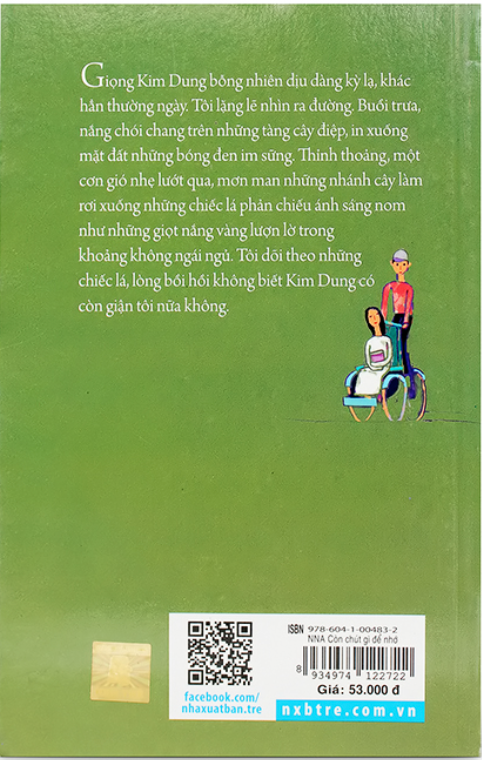 Giọng Kim Dung bỗng nhiên dịu dàng kỳ lạ, khác
hẳn thường ngày. Tôi lặng lẽ nhìn ra đường. Buổi trưa,
nắng chói chang trên những tàng cây điệp, in xuống
mặt đất những bóng đen im sững. Thỉnh thoảng, một
cơn gió nhẹ lướt qua, mơn man những nhánh cây làm
rơi xuống những chiếc lá phản chiếu ánh sáng nom
như những giọt nắng vàng lượn lờ trong
khoảng không ngái ngủ. Tôi dõi theo những
chiếc lá, lòng bồi hồi không biết Kim Dung có
còn giận tôi nữa không.
ISBN 978-604-1-00483-2
NNA Còn chút gì để nhớ
8 934974 122722
Giá: 53.000 đ
facebook.com/
nhaxuatban.tre
nxbtre.com.vn